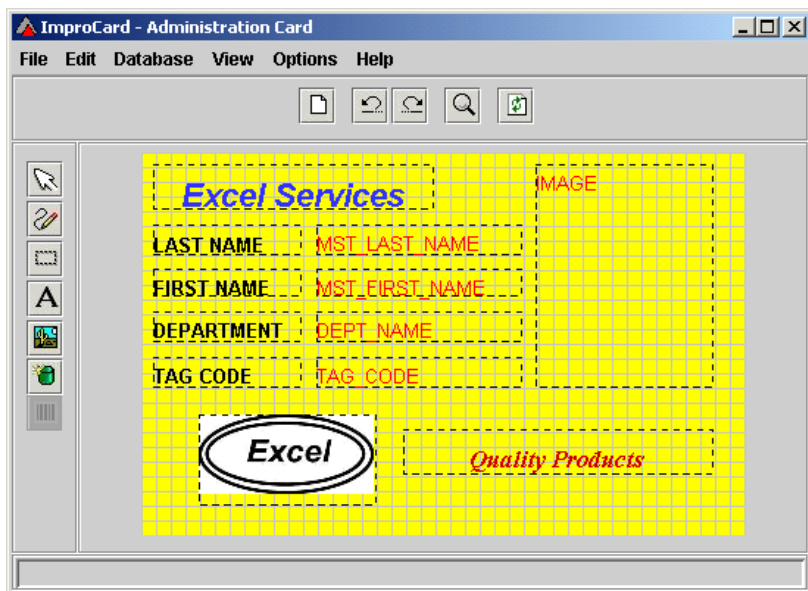 ImproCard - Administration Card
File Edit Database View Options Help
A
Excel Services
IMAGE
LAST NAME MST_LAST_NAME
FIRST NAME MST_FIRST_NAME
DEPARTMENT DEPT_NAME
TAG CODE TAG_CODE
Excel
Quality Products